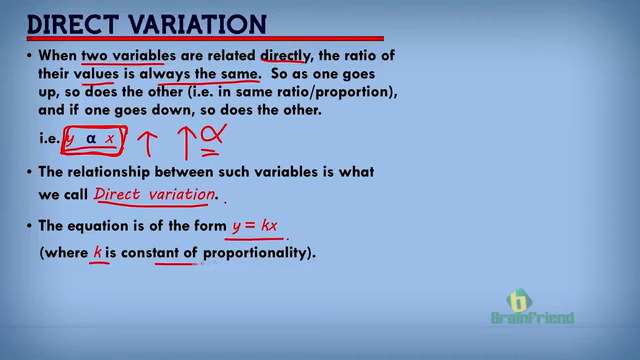 DIRECT VARIATION
• When two variables are related directly, the ratio of
their values is always the same. So as one goes
up, so does the other (i.e. in same ratio/proportion),
and if one goes down, so does the other.
i.e. y α x ↑ ↑ α
• The relationship between such variables is what
we call Direct variation.
• The equation is of the form y = kx.
(where k is constant of proportionality).
b
BrainFriend